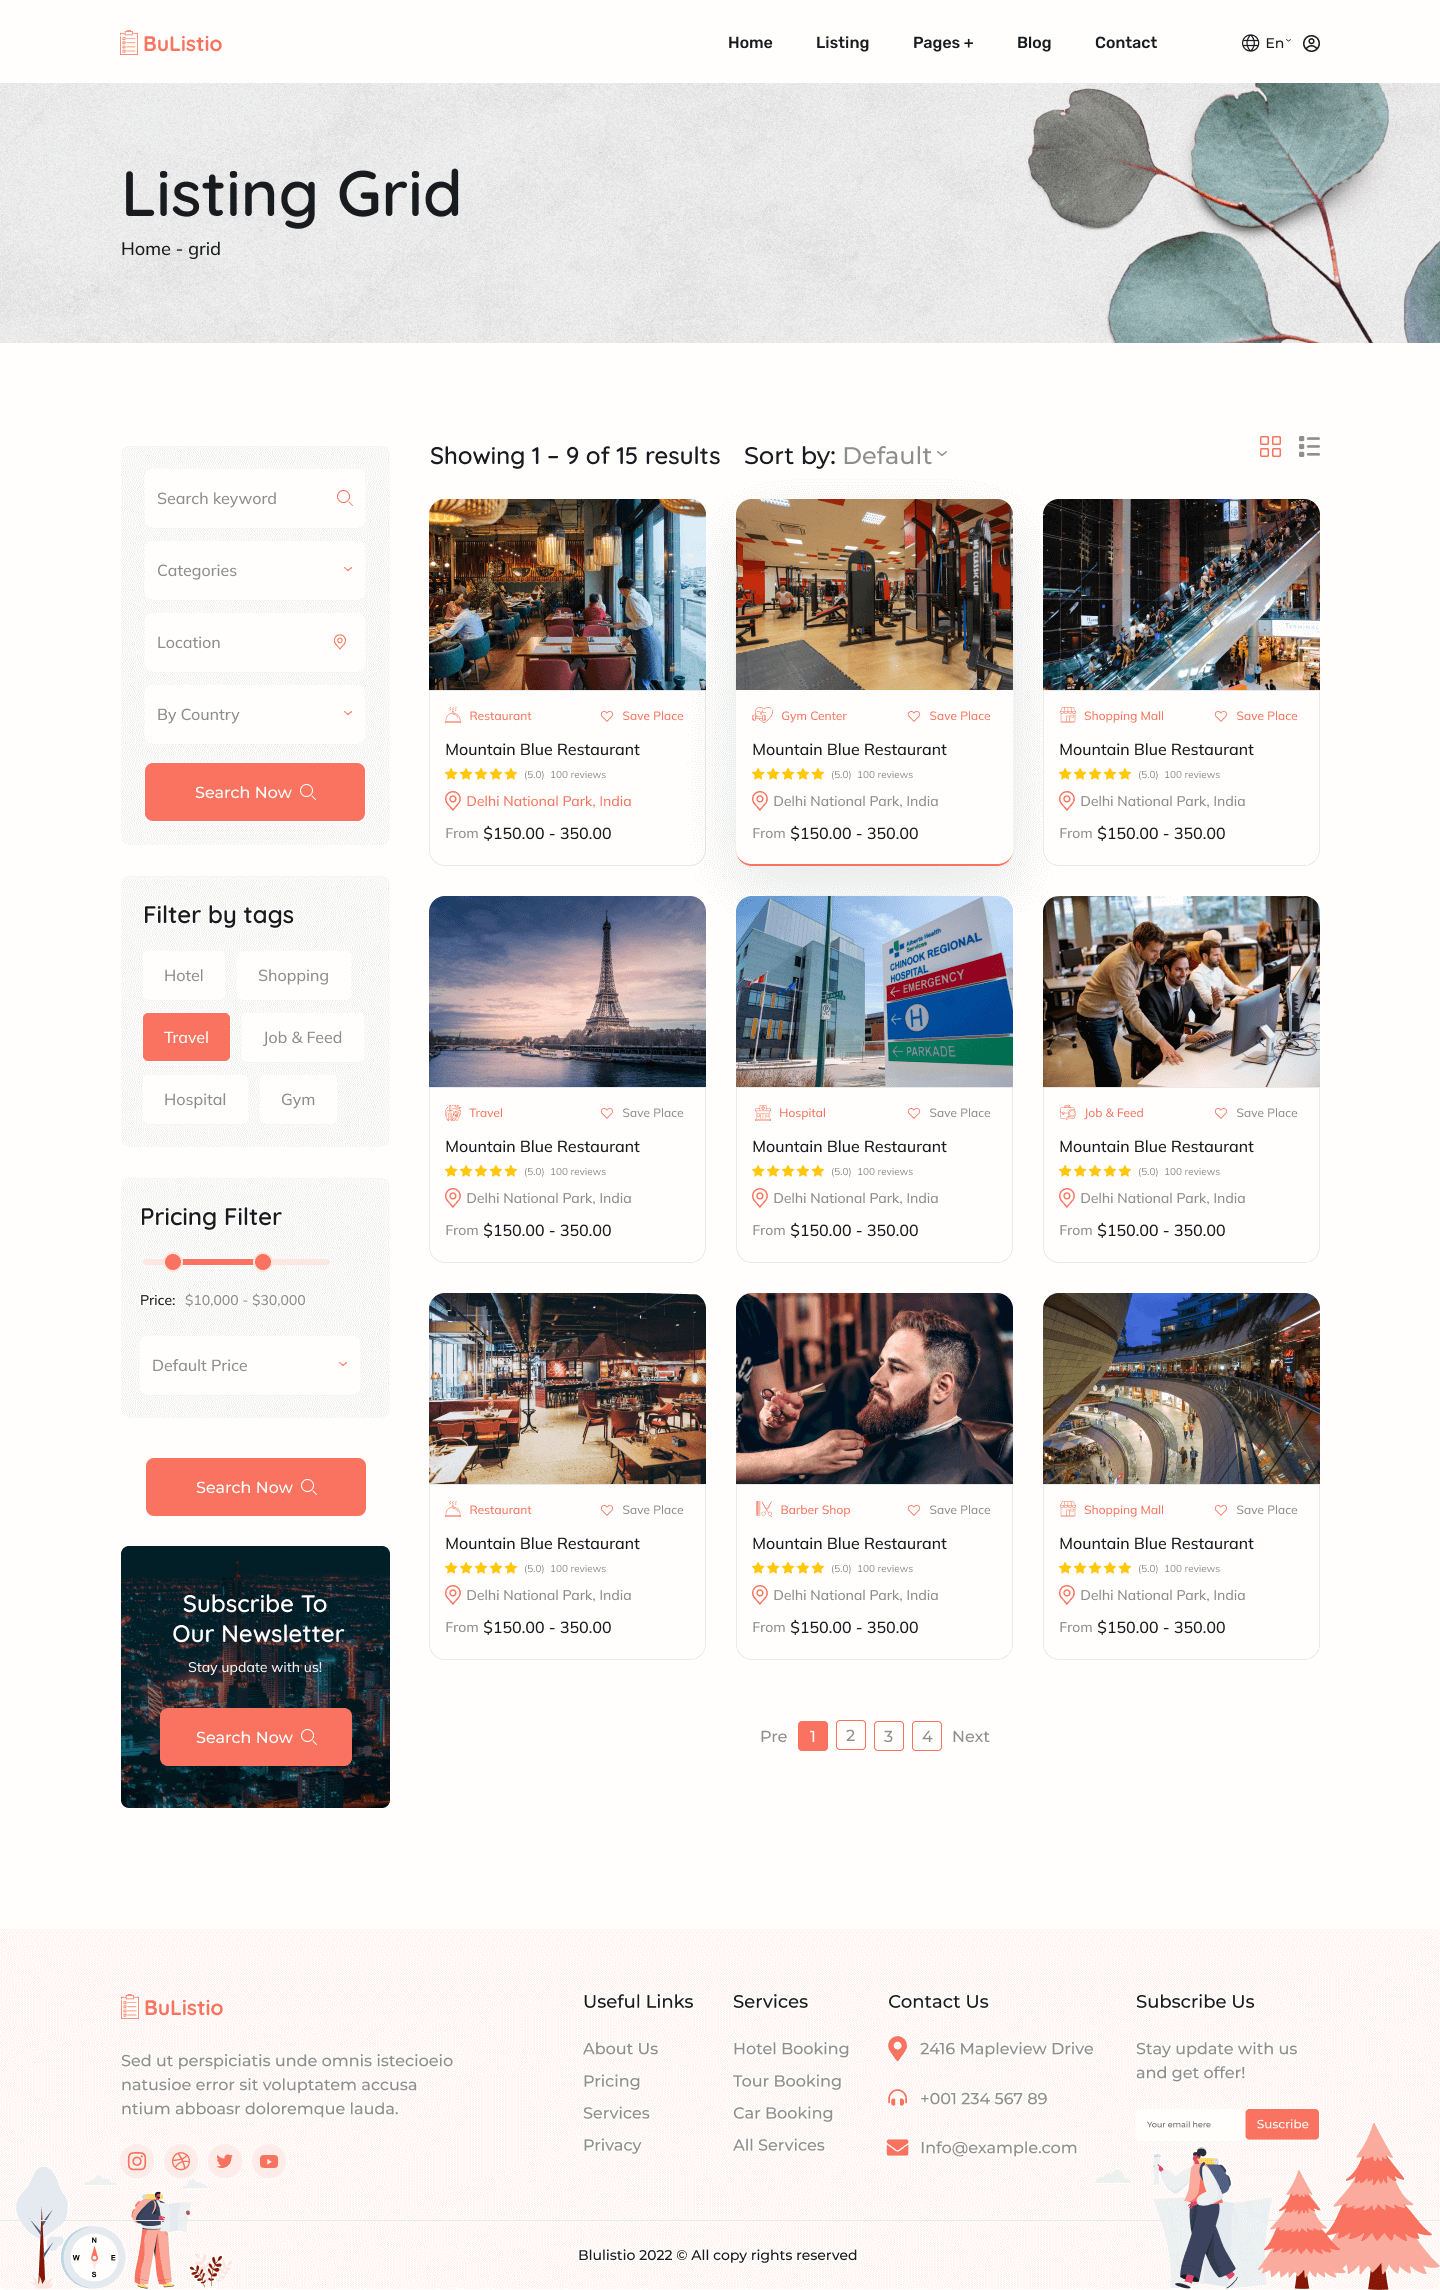 BuListio
Home Listing Pages + Blog Contact En
Listing Grid
Home - grid
Search keyword
Categories
Location
By Country
Search Now
Filter by tags
Hotel Shopping
Travel Job & Feed
Hospital Gym
Pricing Filter
Price: $10,000 - $30,000
Default Price
Search Now
Subscribe To
Our Newsletter
Stay update with us!
Search Now
Showing 1 – 9 of 15 results Sort by: Default
Restaurant Save Place
Mountain Blue Restaurant
(5.0) 100 reviews
Delhi National Park, India
From $150.00 - 350.00
Gym Center Save Place
Mountain Blue Restaurant
(5.0) 100 reviews
Delhi National Park, India
From $150.00 - 350.00
Shopping Mall Save Place
Mountain Blue Restaurant
(5.0) 100 reviews
Delhi National Park, India
From $150.00 - 350.00
Travel Save Place
Mountain Blue Restaurant
(5.0) 100 reviews
Delhi National Park, India
From $150.00 - 350.00
Alberta Health
Services
CHINOOK REGIONAL
HOSPITAL
EMERGENCY
H
PARKADE
Hospital Save Place
Mountain Blue Restaurant
(5.0) 100 reviews
Delhi National Park, India
From $150.00 - 350.00
Job & Feed Save Place
Mountain Blue Restaurant
(5.0) 100 reviews
Delhi National Park, India
From $150.00 - 350.00
Restaurant Save Place
Mountain Blue Restaurant
(5.0) 100 reviews
Delhi National Park, India
From $150.00 - 350.00
Barber Shop Save Place
Mountain Blue Restaurant
(5.0) 100 reviews
Delhi National Park, India
From $150.00 - 350.00
Shopping Mall Save Place
Mountain Blue Restaurant
(5.0) 100 reviews
Delhi National Park, India
From $150.00 - 350.00
Pre 1 2 3 4 Next
BuListio
Sed ut perspiciatis unde omnis istecioeio
natusioe error sit voluptatem accusa
ntium abboasr doloremque lauda.
Useful Links
About Us
Pricing
Services
Privacy
Services
Hotel Booking
Tour Booking
Car Booking
All Services
Contact Us
2416 Mapleview Drive
+001 234 567 89
Info@example.com
Subscribe Us
Stay update with us
and get offer!
Your email here Suscribe
N
W E
S
Blulistio 2022 © All copy rights reserved